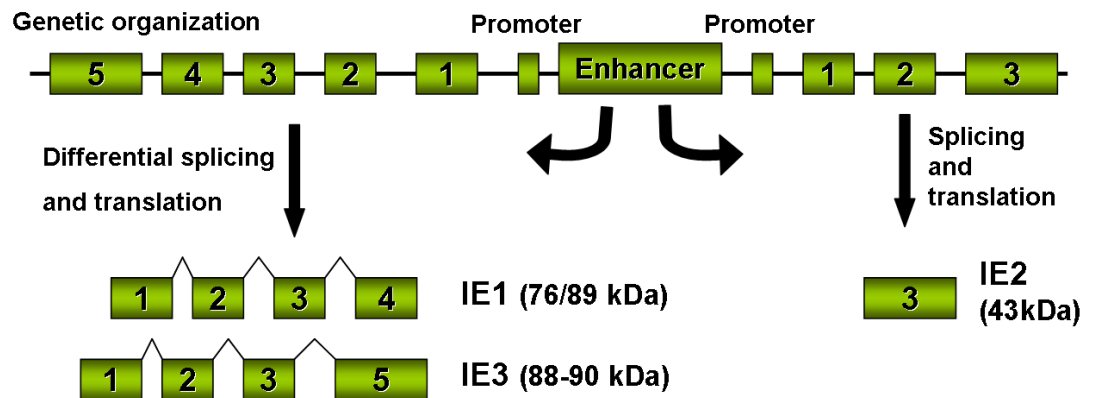 Genetic organization
Promoter
Promoter
5 4 3 2 1 Enhancer 1 2 3
Differential splicing
and translation
Splicing
and
translation
1 2 3 4 IE1 (76/89 kDa)
3 IE2
(43kDa)
1 2 3 5 IE3 (88-90 kDa)